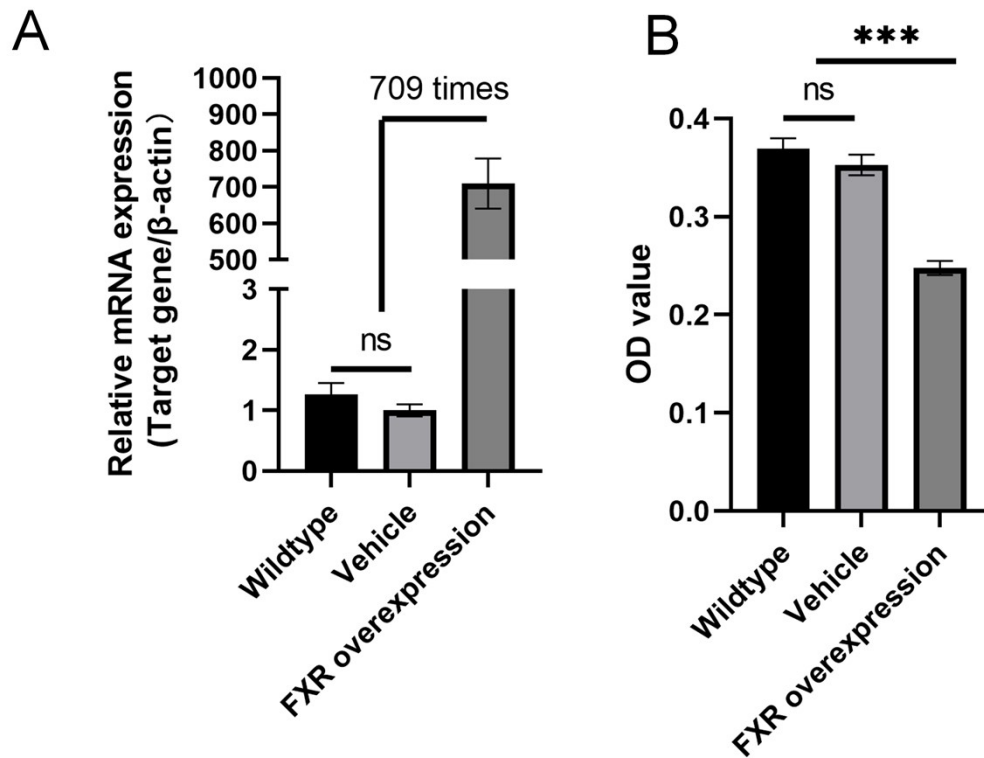 A
Relative mRNA expression
(Target gene/β-actin）
1000
900
800
700
600
500
3
2
1
0
709 times
ns
Wildtype
Vehicle
FXR overexpression
B
OD value
0.4
0.3
0.2
0.1
0.0
***
ns
Wildtype
Vehicle
FXR overexpression